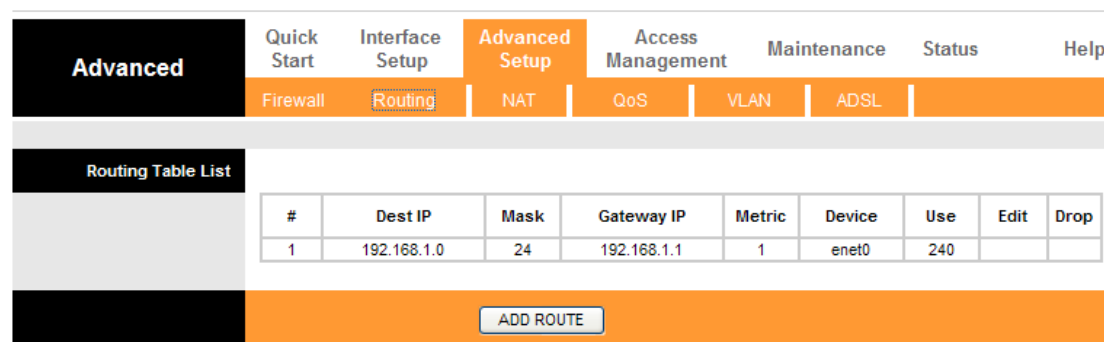 Advanced
Quick Start
Interface Setup
Advanced Setup
Access Management
Maintenance
Status
Help
Firewall
Routing
NAT
QoS
VLAN
ADSL
Routing Table List
# Dest IP Mask Gateway IP Metric Device Use Edit Drop
1 192.168.1.0 24 192.168.1.1 1 enet0 240
ADD ROUTE